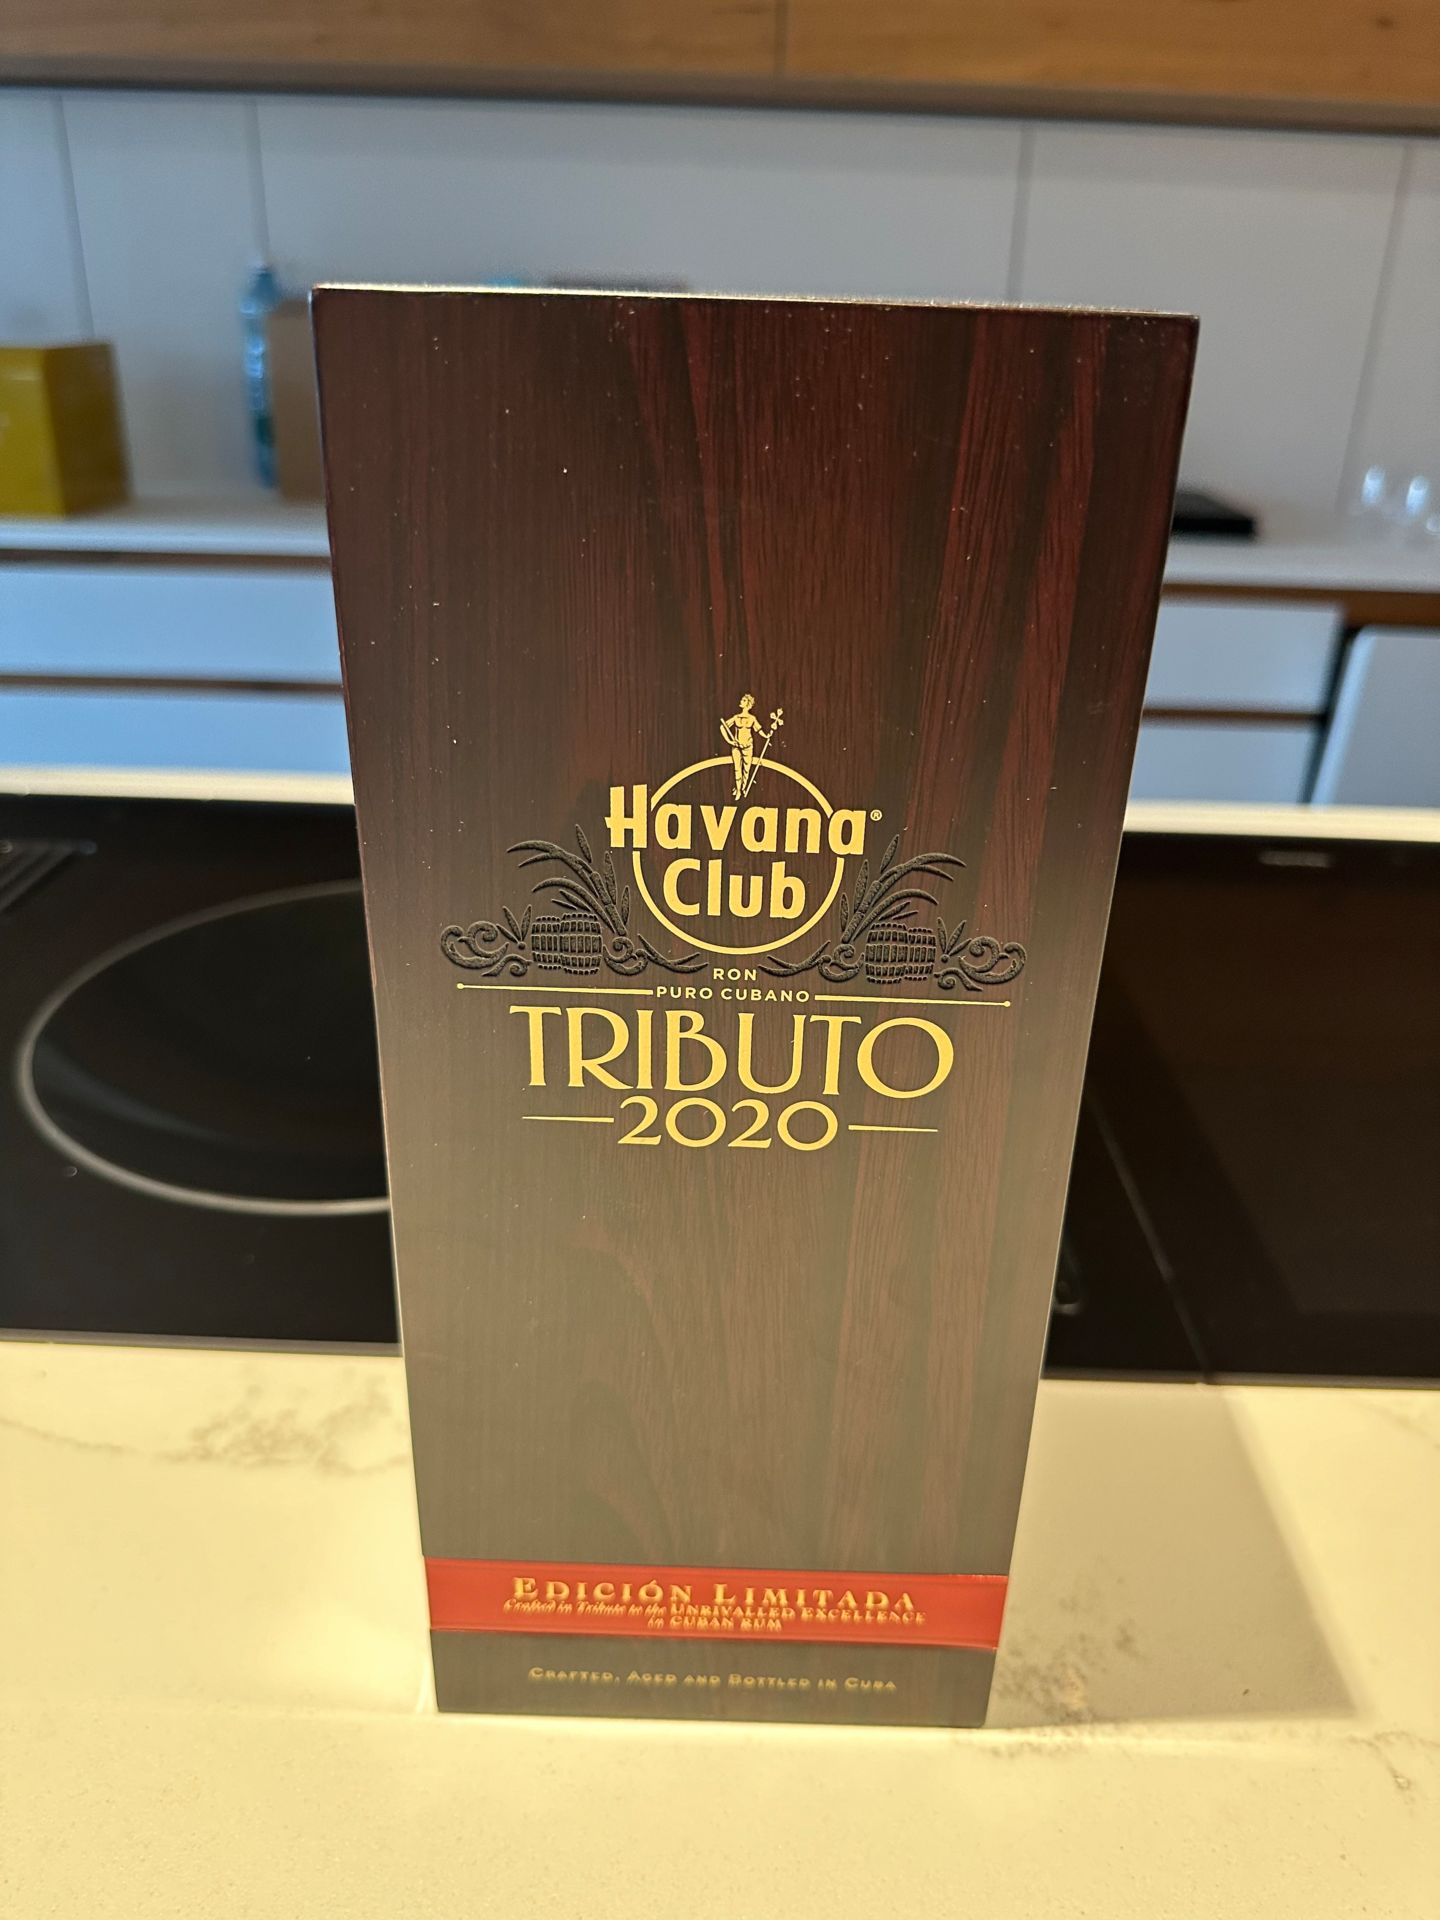 Havana®
Club
RON
PURO CUBANO
TRIBUTO
2020
EDICIÓN LIMITADA
Crafted in Tribute to the UNRIVALLED EXCELLENCE
in CUBAN RUM
CRAFTED, AGED AND BOTTLED IN CUBA